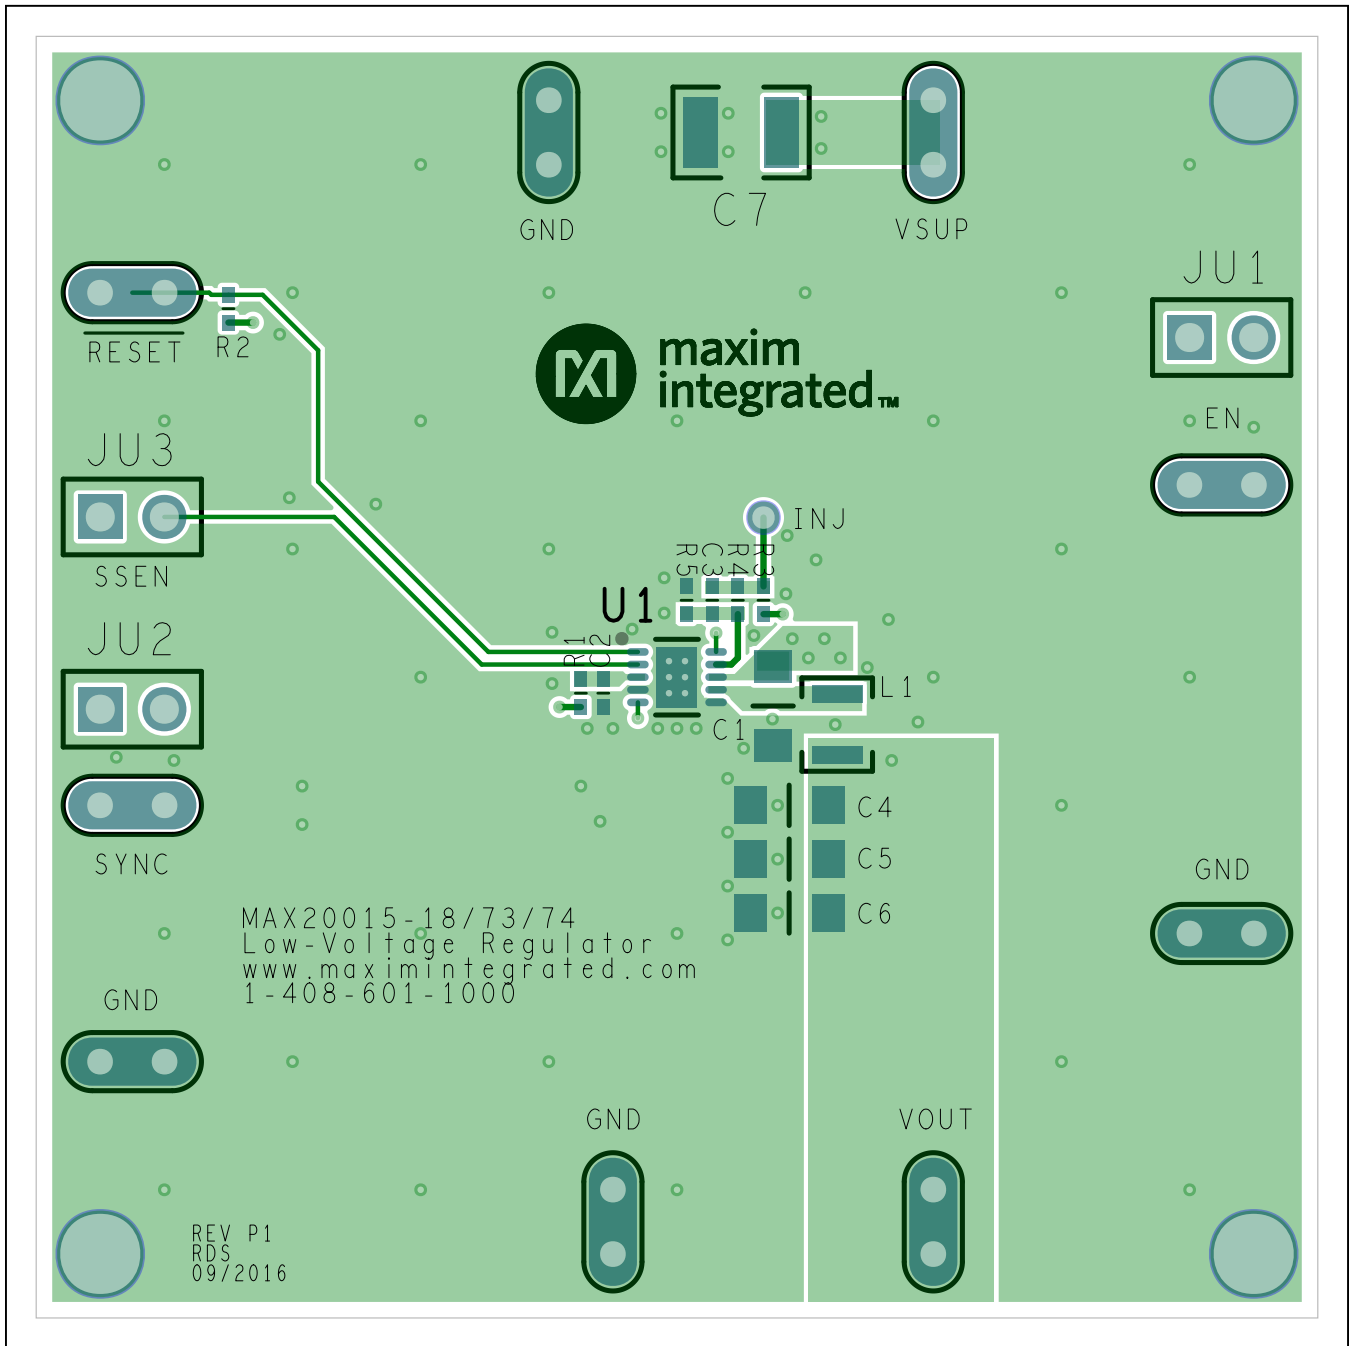 GND
C7
VSUP
JU1
RESET
R2
maxim
integrated™
EN
JU3
SSEN
INJ
R5
C3
R4
R3
U1
R1
C2
JU2
L1
C1
C4
C5
C6
SYNC
GND
MAX20015-18/73/74
Low-Voltage Regulator
www.maximintegrated.com
1-408-601-1000
GND
GND
VOUT
REV P1
RDS
09/2016